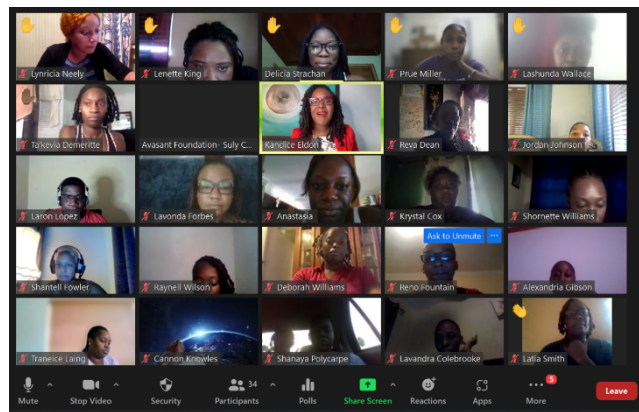 Lynricia Neely
Lenette King
Delicia Strachan
Prue Miller
Lashunda Wallace
Ta'kevia Demeritte
Avasant Foundation- Suly C...
Kandice Eldon
Reva Dean
Jordan Johnson
Laron Lopez
Lavonda Forbes
Anastasia
Krystal Cox
Shornette Williams
Ask to Unmute ...
Shantell Fowler
Raynell Wilson
Deborah Williams
Reno Fountain
Alexandria Gibson
Traneice Laing
Cannon Knowles
Shanaya Polycarpe
Lavandra Colebrooke
Latia Smith
34
5
Mute
Stop Video
Security
Participants
Polls
Share Screen
Reactions
Apps
More
Leave